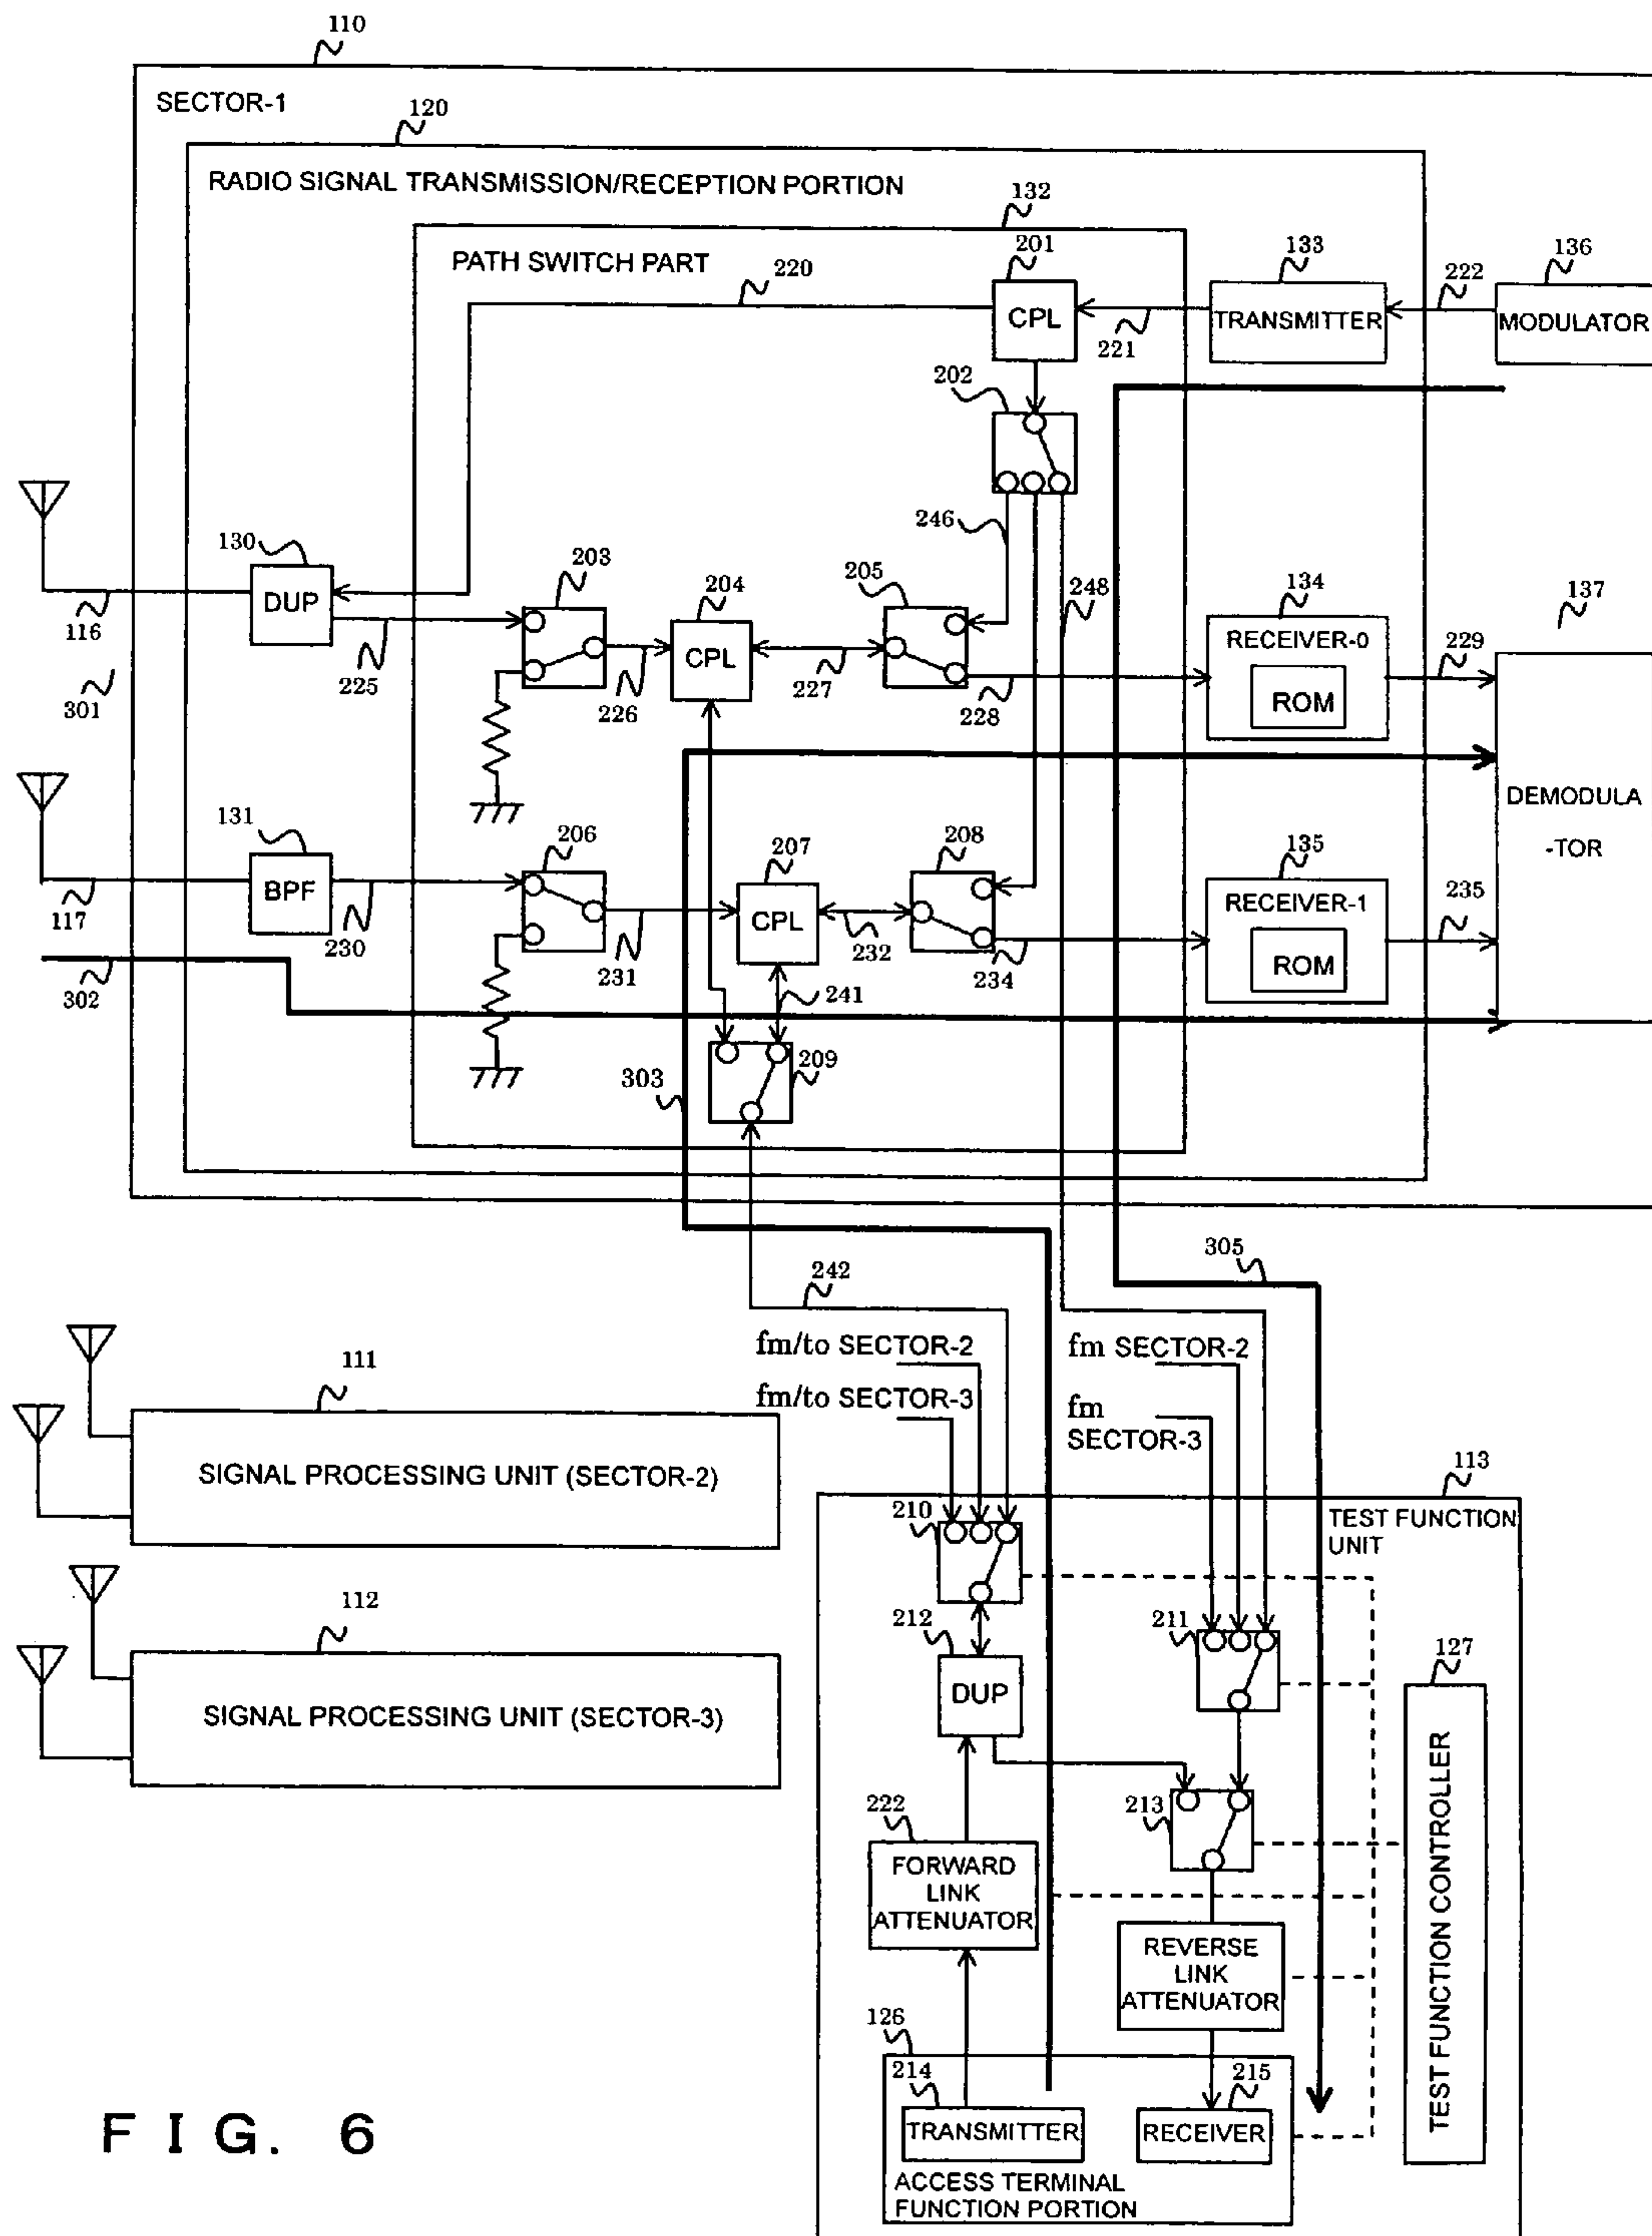 110
SECTOR-1
120
RADIO SIGNAL TRANSMISSION/RECEPTION PORTION
132
PATH SWITCH PART
220
201
CPL
221
133
TRANSMITTER
222
136
MODULATOR
202
246
248
130
DUP
116
225
203
226
204
CPL
227
205
228
134
RECEIVER-0
ROM
229
137
DEMODULA
-TOR
301
131
BPF
117
230
206
231
207
CPL
232
208
234
135
RECEIVER-1
ROM
235
302
241
209
303
242
305
fm/to SECTOR-2
fm/to SECTOR-3
fm SECTOR-2
fm
SECTOR-3
111
SIGNAL PROCESSING UNIT (SECTOR-2)
112
SIGNAL PROCESSING UNIT (SECTOR-3)
113
TEST FUNCTION
UNIT
210
212
DUP
211
127
TEST FUNCTION CONTROLLER
213
222
FORWARD
LINK
ATTENUATOR
REVERSE
LINK
ATTENUATOR
126
214
TRANSMITTER
215
RECEIVER
ACCESS TERMINAL
FUNCTION PORTION
FIG. 6